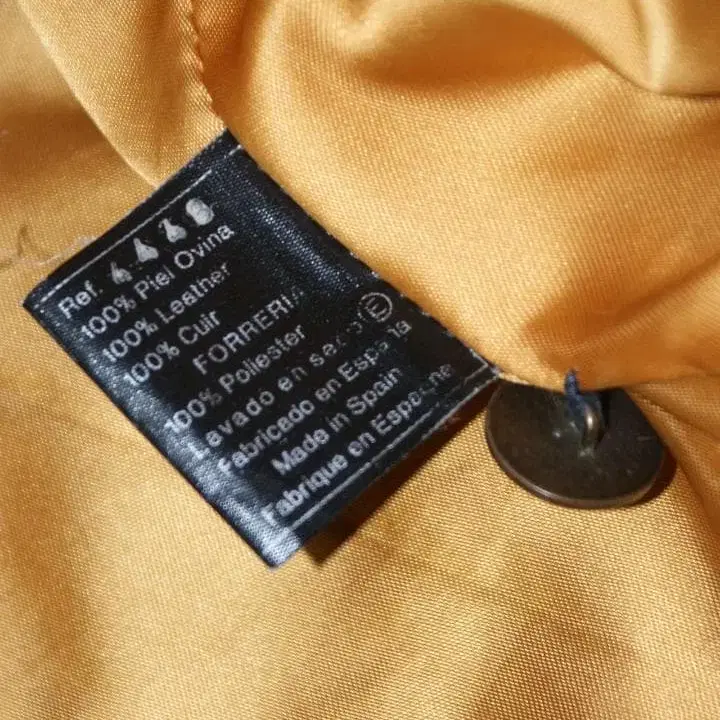 Ref. 4448
100% Piel Ovina
100% Leather
100% Cuir
FORRERIA
100% Poliester
Lavado en seco E
Fabricado en España
Made in Spain
Fabrique en Espagne